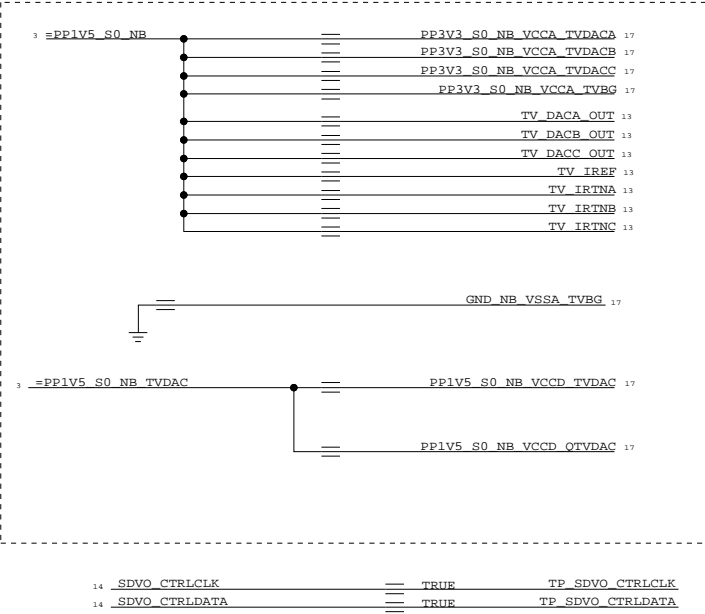 3 =PP1V5_S0_NB PP3V3_S0_NB_VCCA_TVDACA 17
PP3V3_S0_NB_VCCA_TVDACB 17
PP3V3_S0_NB_VCCA_TVDACC 17
PP3V3_S0_NB_VCCA_TVBG 17
TV_DACA_OUT 13
TV_DACB_OUT 13
TV_DACC_OUT 13
TV_IREF 13
TV_IRTNA 13
TV_IRTNB 13
TV_IRTNC 13
GND_NB_VSSA_TVBG 17
3 =PP1V5_S0_NB_TVDAC PP1V5_S0_NB_VCCD_TVDAC 17
PP1V5_S0_NB_VCCD_QTVDAC 17
14 SDVO_CTRLCLK TRUE TP_SDVO_CTRLCLK
14 SDVO_CTRLDATA TRUE TP_SDVO_CTRLDATA